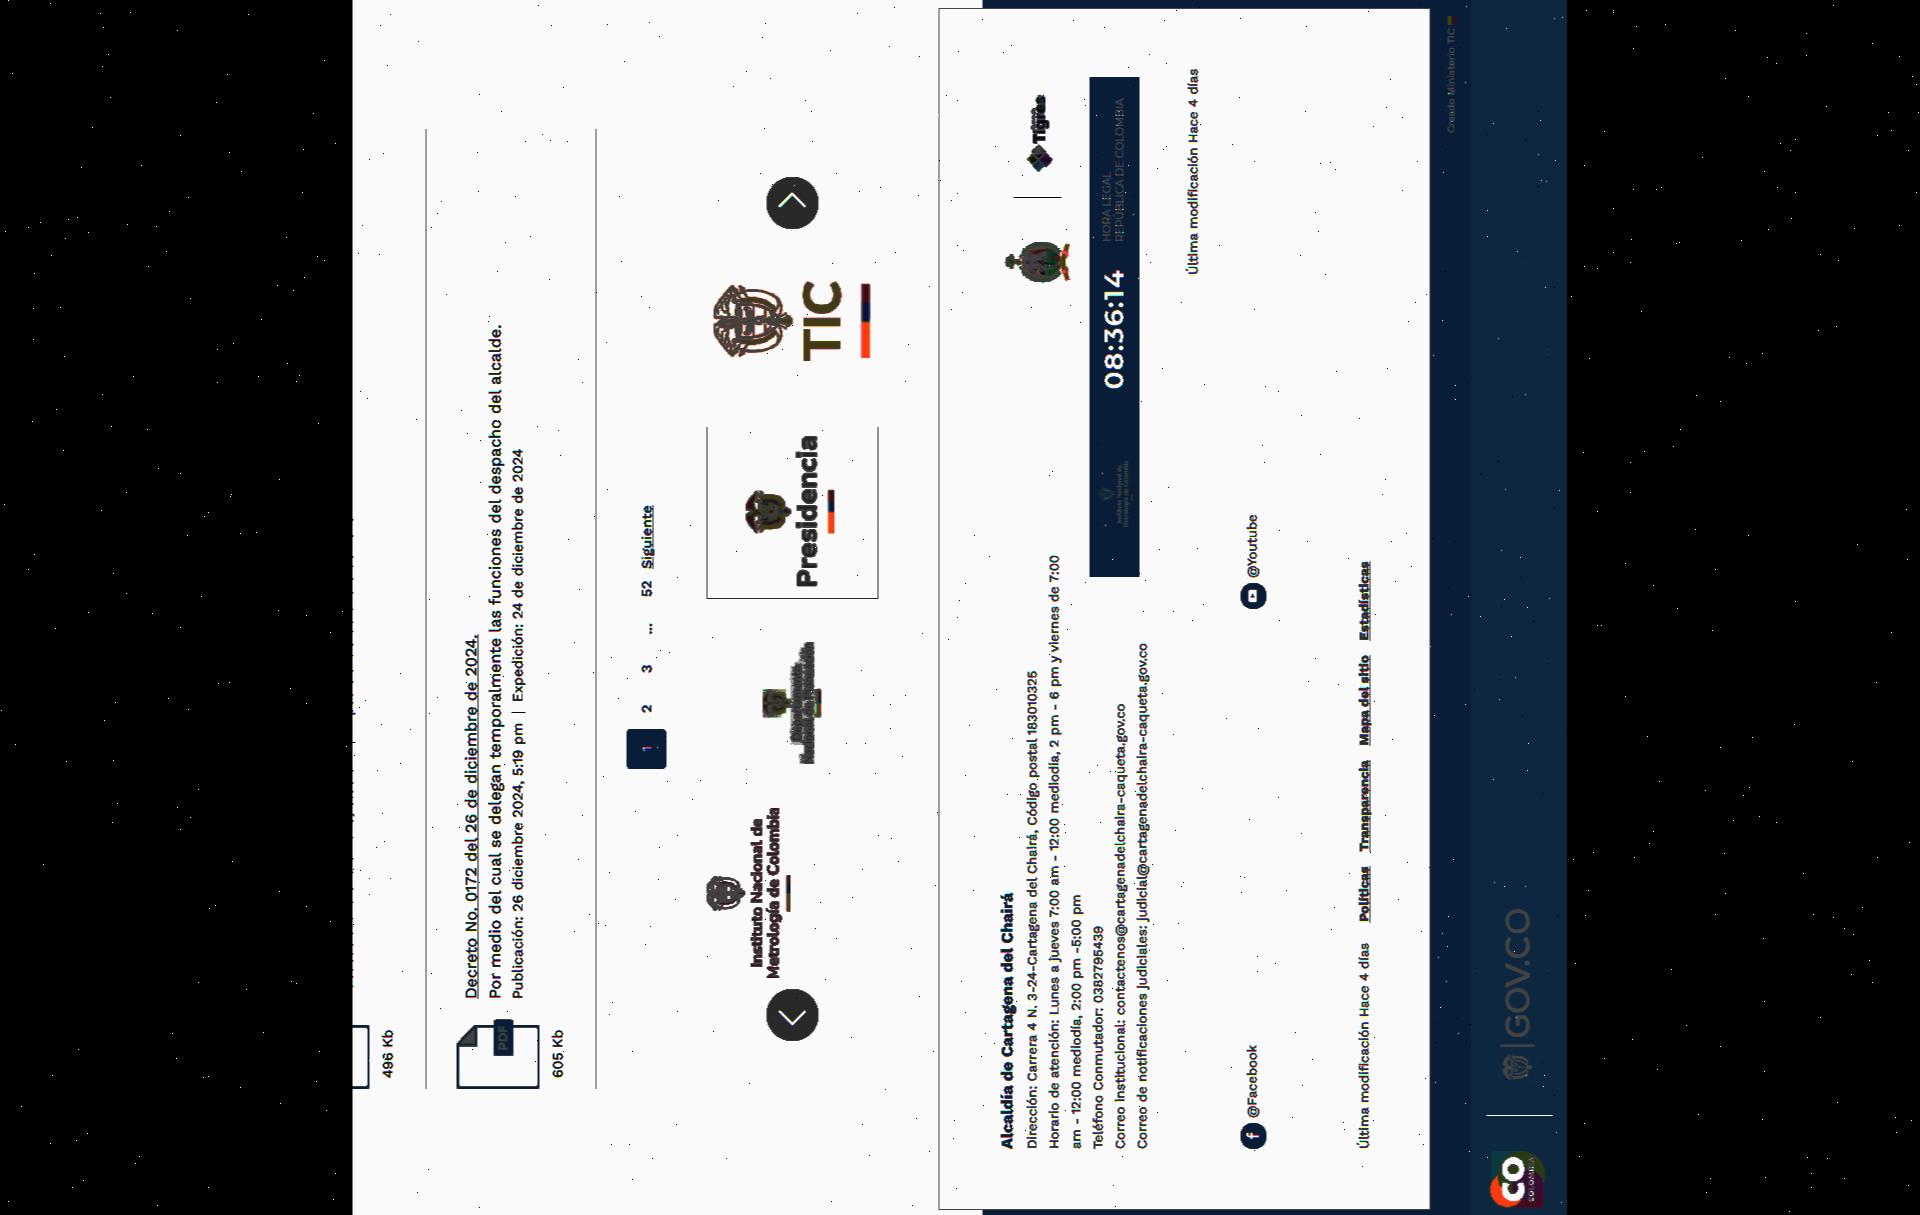 496 Kb
PDF
605 Kb
Decreto No. 0172 del 26 de diciembre de 2024.
Por medio del cual se delegan temporalmente las funciones del despacho del alcalde.
Publicación: 26 diciembre 2024, 5:19 pm | Expedición: 24 de diciembre de 2024
1 2 3 ... 52 Siguiente
Instituto Nacional de
Metrología de Colombia
Presidencia
TIC
Alcaldía de Cartagena del Chairá
Dirección: Carrera 4 N. 3-24-Cartagena del Chairá, Código postal 183010325
Horario de atención: Lunes a jueves 7:00 am - 12:00 mediodía, 2 pm - 6 pm y viernes de 7:00
am - 12:00 mediodía, 2:00 pm -5:00 pm
Teléfono Conmutador: 0382795439
Correo Institucional: contactenos@cartagenadelchaira-caqueta.gov.co
Correo de notificaciones judiciales: judicial@cartagenadelchaira-caqueta.gov.co
Tigres
Instituto Nacional de
Metrología de Colombia
08:36:14
HORA LEGAL
REPÚBLICA DE COLOMBIA
Última modificación Hace 4 días
@Facebook
@Youtube
Última modificación Hace 4 días
Políticas Transparencia Mapa del sitio Estadísticas
Creado Ministerio TIC
CO
COLOMBIA
GOV.CO